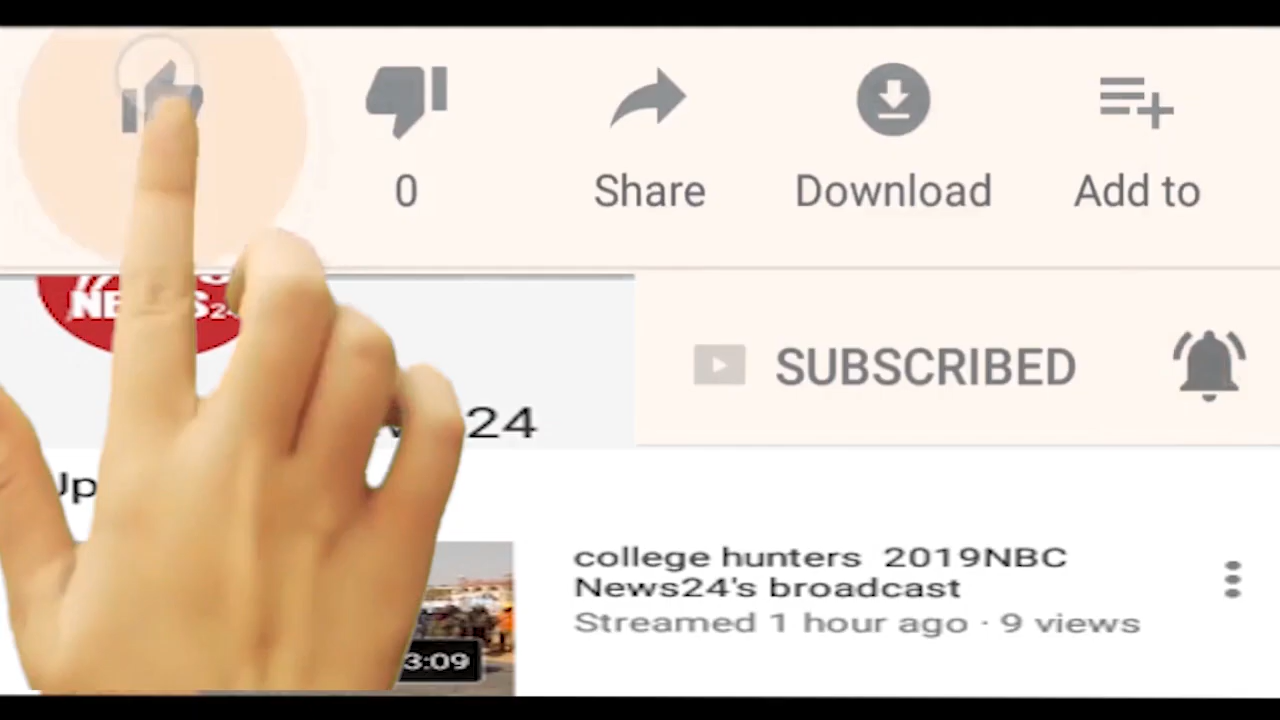 0
Share
Download
Add to
SUBSCRIBED
24
Up
college hunters 2019NBC
News24's broadcast
Streamed 1 hour ago · 9 views
3:09